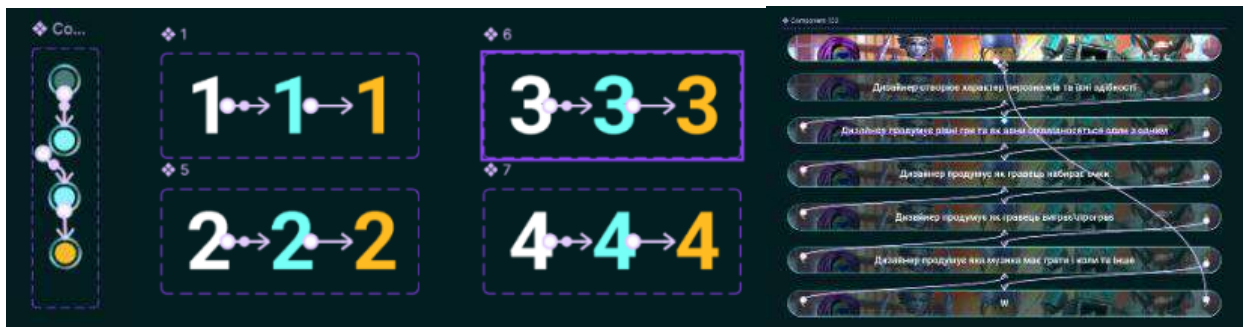 Co...
1
1 1 1
5
2 2 2
6
3 3 3
7
4 4 4
Component 103
Дизайнер створює характер персонажів та їхні здібності
Дизайнер продумує рівні гри та як вони співвідносяться один з одним
Дизайнер продумує як гравець набирає очки
Дизайнер продумує як гравець виграє\програє
Дизайнер продумує яка музика має грати і коли та інше
W